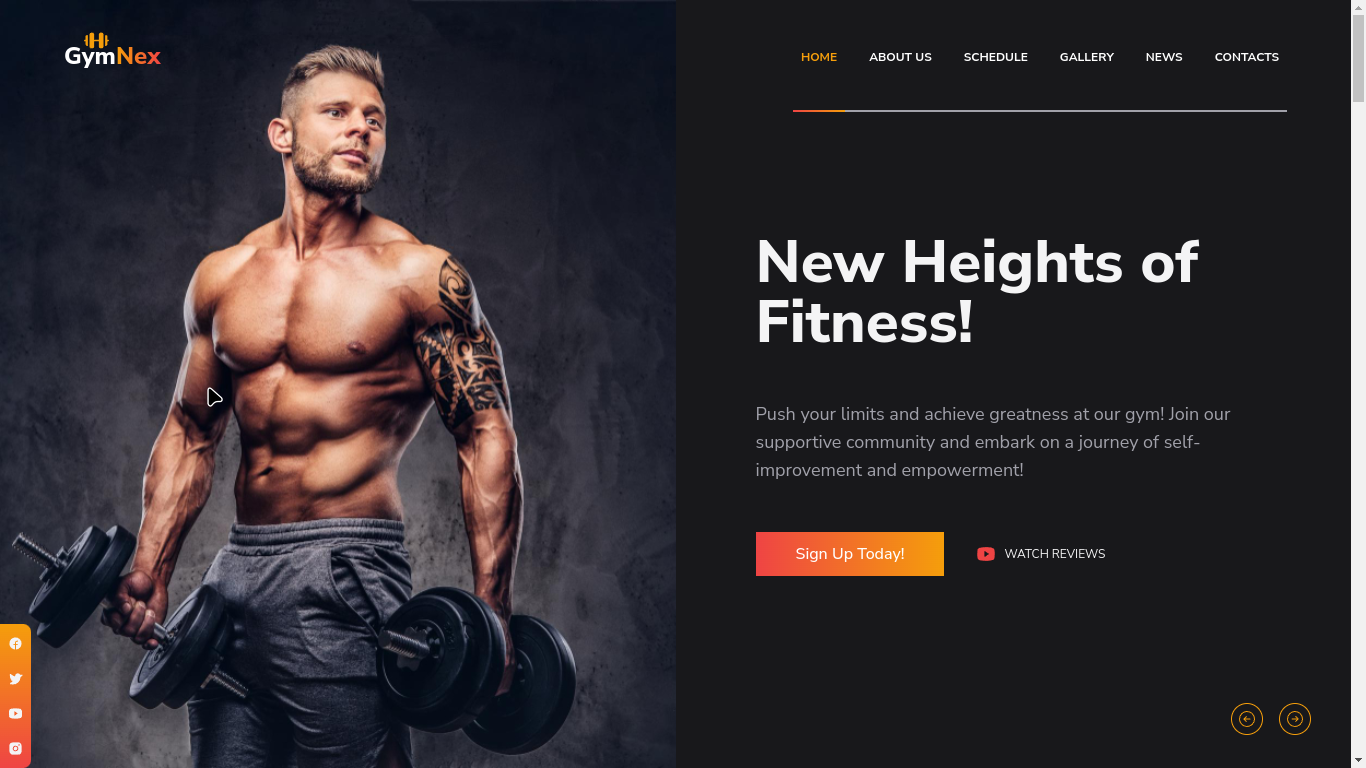 GymNex
HOME ABOUT US SCHEDULE GALLERY NEWS CONTACTS
New Heights of
Fitness!
Push your limits and achieve greatness at our gym! Join our
supportive community and embark on a journey of self-
improvement and empowerment!
Sign Up Today! WATCH REVIEWS